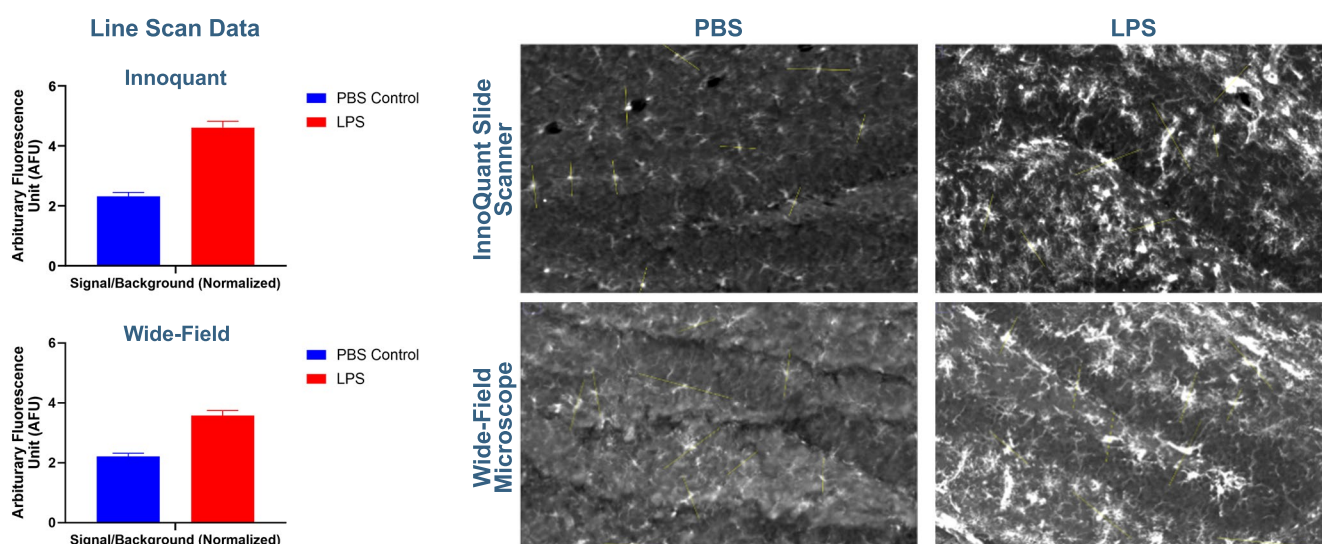 Line Scan Data
Innoquant
6
4
2
0
Arbiturary Fluorescence
Unit (AFU)
PBS Control
LPS
Signal/Background (Normalized)
Wide-Field
6
4
2
0
Arbiturary Fluorescence
Unit (AFU)
PBS Control
LPS
Signal/Background (Normalized)
PBS
LPS
InnoQuant Slide
Scanner
Wide-Field
Microscope